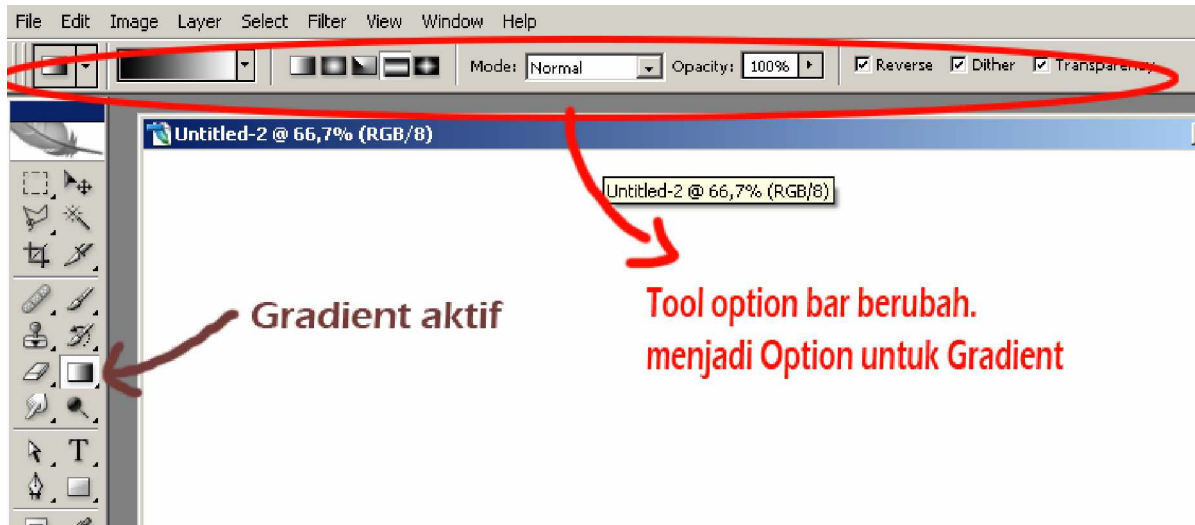 File Edit Image Layer Select Filter View Window Help
Mode: Normal Opacity: 100% Reverse Dither Transparency
Untitled-2 @ 66,7% (RGB/8)
Untitled-2 @ 66,7% (RGB/8)
Gradient aktif
Tool option bar berubah.
menjadi Option untuk Gradient
T